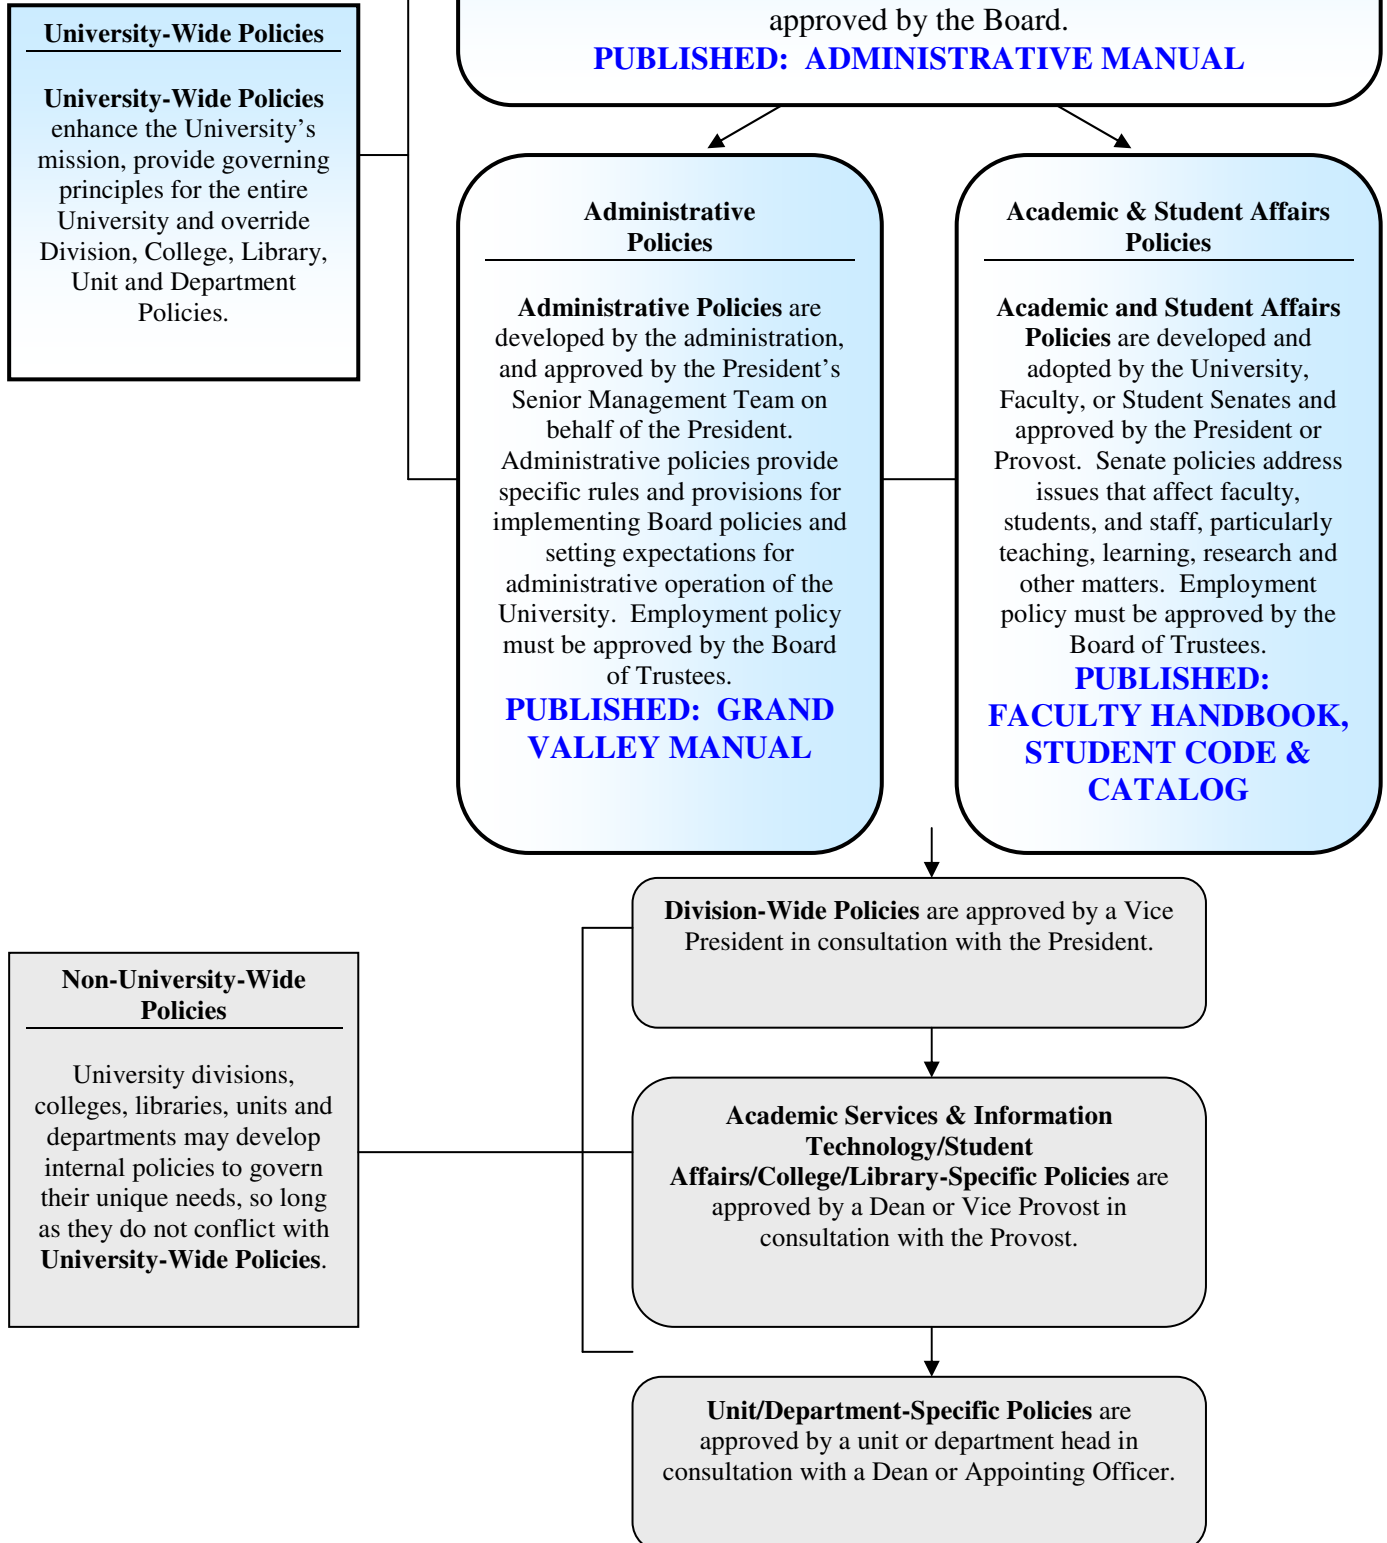 approved by the Board.
PUBLISHED:  ADMINISTRATIVE MANUAL
University-Wide Policies
University-Wide Policies
enhance the University's
mission, provide governing
principles for the entire
University and override
Division, College, Library,
Unit and Department
Policies.
Administrative
Policies
Administrative Policies are
developed by the administration,
and approved by the President's
Senior Management Team on
behalf of the President.
Administrative policies provide
specific rules and provisions for
implementing Board policies and
setting expectations for
administrative operation of the
University.  Employment policy
must be approved by the Board
of Trustees.
PUBLISHED:  GRAND
VALLEY MANUAL
Academic & Student Affairs
Policies
Academic and Student Affairs
Policies are developed and
adopted by the University,
Faculty, or Student Senates and
approved by the President or
Provost.  Senate policies address
issues that affect faculty,
students, and staff, particularly
teaching, learning, research and
other matters.  Employment
policy must be approved by the
Board of Trustees.
PUBLISHED:
FACULTY HANDBOOK,
STUDENT CODE &
CATALOG
Division-Wide Policies are approved by a Vice
President in consultation with the President.
Non-University-Wide
Policies
University divisions,
colleges, libraries, units and
departments may develop
internal policies to govern
their unique needs, so long
as they do not conflict with
University-Wide Policies.
Academic Services & Information
Technology/Student
Affairs/College/Library-Specific Policies are
approved by a Dean or Vice Provost in
consultation with the Provost.
Unit/Department-Specific Policies are
approved by a unit or department head in
consultation with a Dean or Appointing Officer.